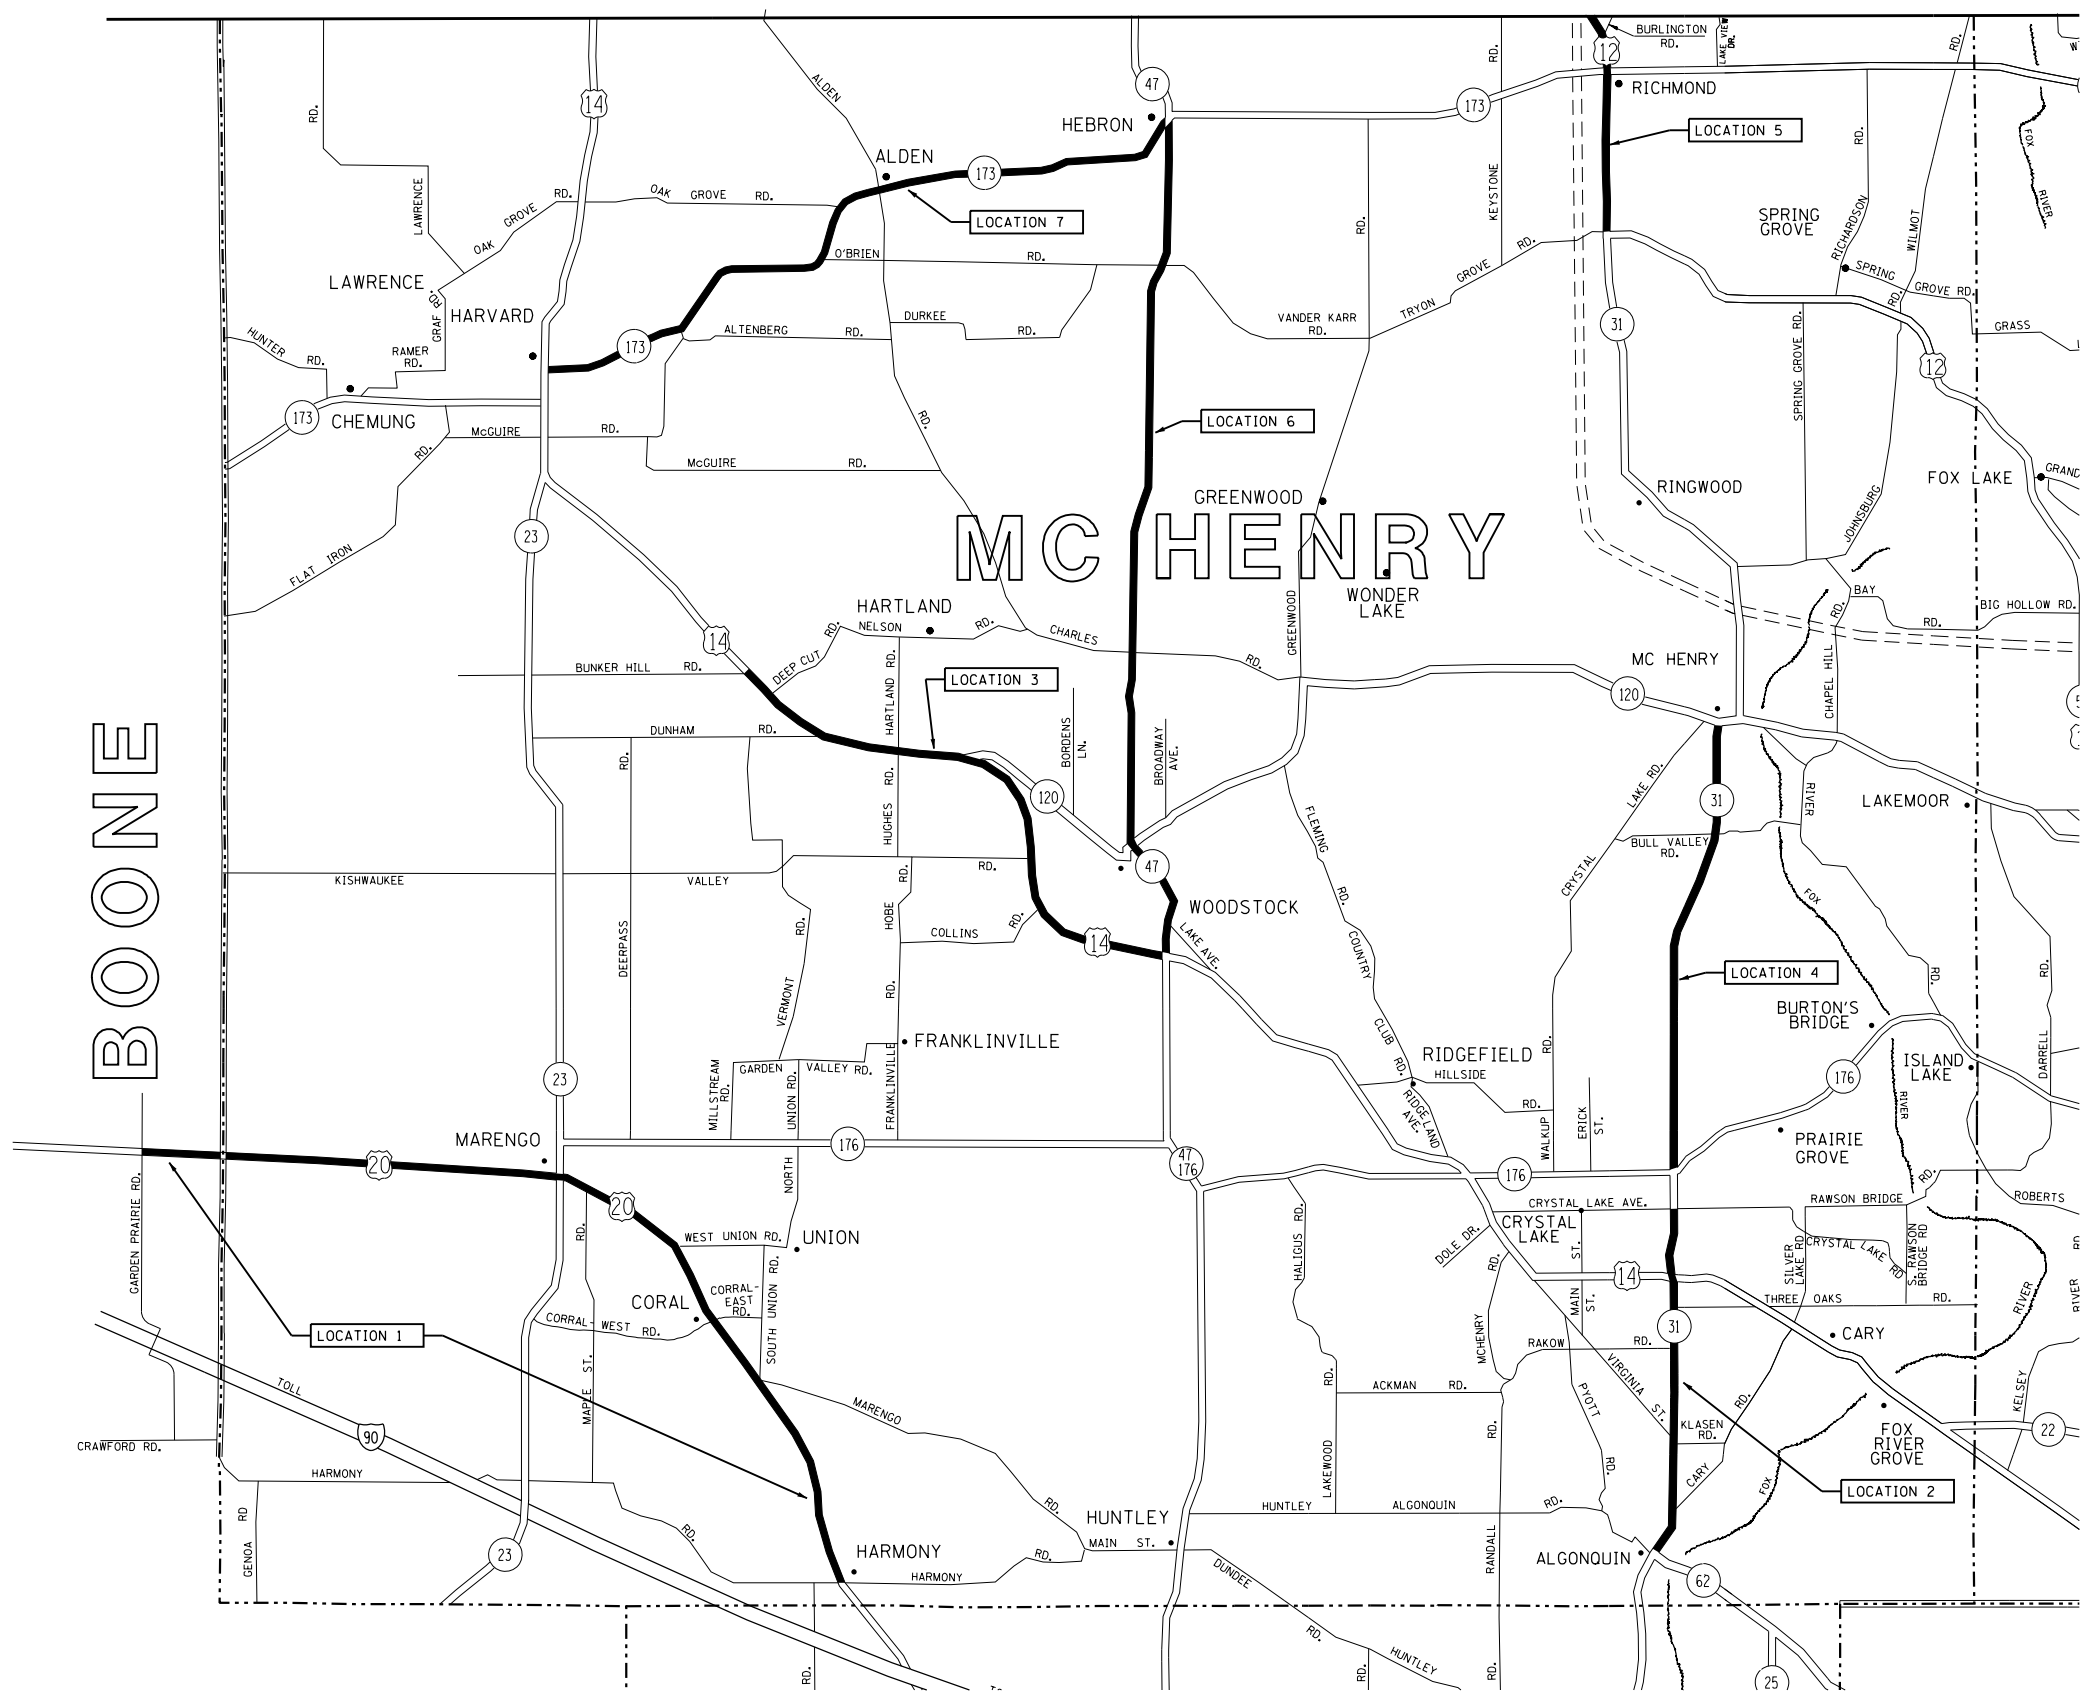 BURLINGTON
RD.
LAKE VIEW
DR.
RD.
RD.
12
47
ALDEN
14
RD.
173
RICHMOND
HEBRON
LOCATION 5
RD.
FOX
RIVER
ALDEN
173
LAWRENCE
OAK GROVE RD.
OAK GROVE RD.
LOCATION 7
KEYSTONE
RD.
SPRING
GROVE
RICHARDSON
WILMOT
O'BRIEN RD.
TRYON GROVE RD.
SPRING GROVE RD.
RD.
LAWRENCE
GRAF RD.
HARVARD
DURKEE
RD.
VANDER KARR
RD.
31
GRASS
HUNTER RD.
RAMER
RD.
173
ALTENBERG RD.
SPRING GROVE RD.
12
CHEMUNG
173
McGUIRE RD.
RD.
LOCATION 6
RD.
McGUIRE RD.
FOX LAKE
GRAND
RINGWOOD
GREENWOOD
MC HENRY
JOHNSBURG
23
FLAT IRON
WONDER
LAKE
GREENWOOD
BAY RD.
BIG HOLLOW RD.
RD.
HARTLAND
NELSON RD.
CHARLES RD.
14
DEEP CUT RD.
BUNKER HILL RD.
HARTLAND RD.
LOCATION 3
MC HENRY
120
CHAPEL HILL
BOONE
DUNHAM RD.
RD.
BORDENS
LN.
BROADWAY
AVE.
HUGHES RD.
120
LAKE RD.
31
RIVER
LAKEMOOR
FLEMING
BULL VALLEY
RD.
47
KISHWAUKEE VALLEY RD.
CRYSTAL
RD.
HOBE
WOODSTOCK
FOX
RD.
COLLINS RD.
DEERPASS
RD.
14
LAKE AVE.
COUNTRY
LOCATION 4
RD.
RD.
VERMONT
RD.
BURTON'S
BRIDGE
FRANKLINVILLE
CLUB RD.
RIDGEFIELD
HILLSIDE
RD.
RD.
ISLAND
LAKE
DARRELL
176
23
GARDEN VALLEY RD.
MILLSTREAM
RD.
UNION RD.
FRANKLINVILLE
RIDGELAND
AVE.
WALKUP
ERICK
ST.
RIVER
MARENGO
176
20
47
176
176
PRAIRIE
GROVE
RD.
NORTH
GARDEN PRAIRIE RD.
20
CRYSTAL LAKE AVE.
RAWSON BRIDGE
ROBERTS
RD.
WEST UNION RD.
UNION
HALIGUS RD.
DOLE DR.
CRYSTAL
LAKE
ST.
CRYSTAL LAKE RD
SILVER
LAKE RD
S. RAWSON
BRIDGE RD
RD.
14
CORAL
CORRAL-
EAST
RD.
CORRAL- WEST RD.
SOUTH UNION RD.
MAIN
ST.
THREE OAKS RD.
RIVER
RIVER
LOCATION 1
31
MCHENRY RD.
RAKOW RD.
CARY
TOLL
MAPLE ST.
ACKMAN RD.
RD.
PYOTT RD.
VIRGINIA ST.
RD.
KELSEY
MARENGO
90
KLASEN
RD.
22
CRAWFORD RD.
FOX
RIVER
GROVE
HARMONY
LAKEWOOD
RD.
CARY
FOX
LOCATION 2
RD.
HUNTLEY ALGONQUIN RD.
HUNTLEY
GENOA RD
RD.
MAIN ST.
23
HARMONY
HARMONY RD.
RANDALL
ALGONQUIN
DUNDEE
62
RD.
HUNTLEY
RD.
RD.
RD.
25